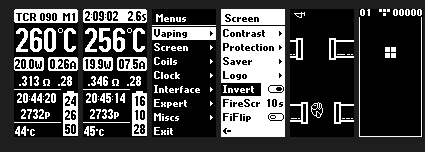 TCR 090 M1
260°C
20.0W 0.26A
.313 Ω .28
20:44:20 24
2733p 26
44°c 50
2:09:02 2.6s
256°C
19.9W 07.5A
.320 Ω .28
20:45:14 16
2732p 10
45°c 28
Menus
Vaping
Screen
Coils
Clock
Interface
Expert
Miscs
Exit
Screen
Contrast
Protection
Saver
Logo
Invert
FireScr 10s
FiFlip
←
01 00000